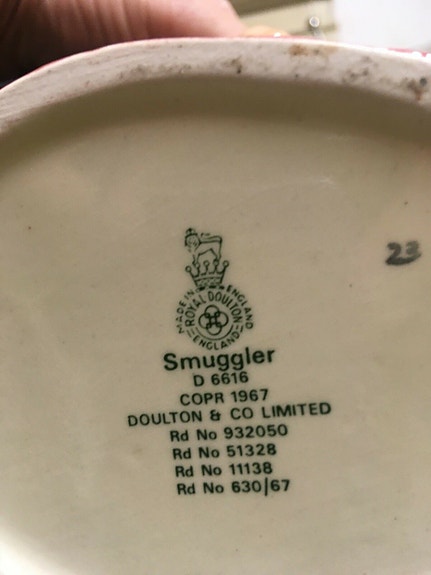 MADE IN ENGLAND
ROYAL DOULTON
ENGLAND
Smuggler
D 6616
COPR 1967
DOULTON & CO LIMITED
Rd No 932050
Rd No 51328
Rd No 11138
Rd No 630/67
23